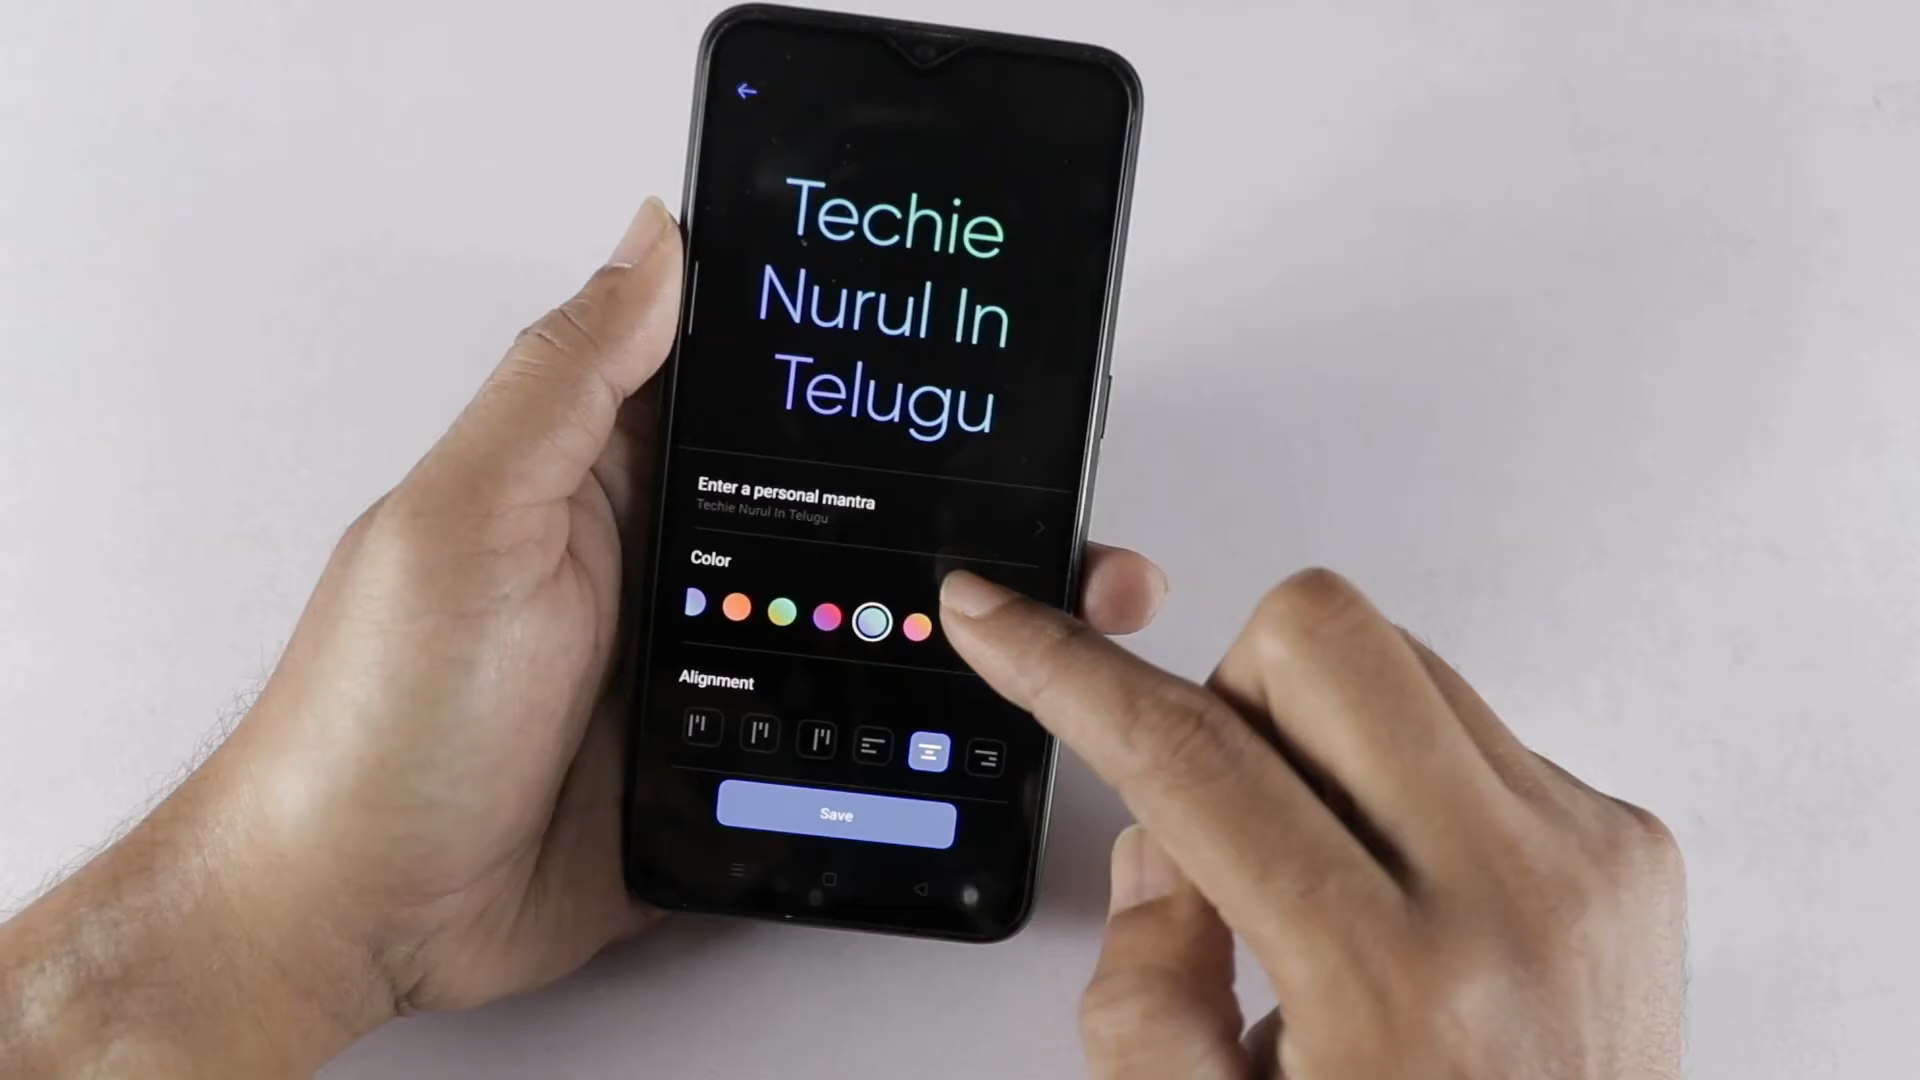 Techie
Nurul In
Telugu
Enter a personal mantra
Techie Nurul In Telugu
Color
Alignment
Save